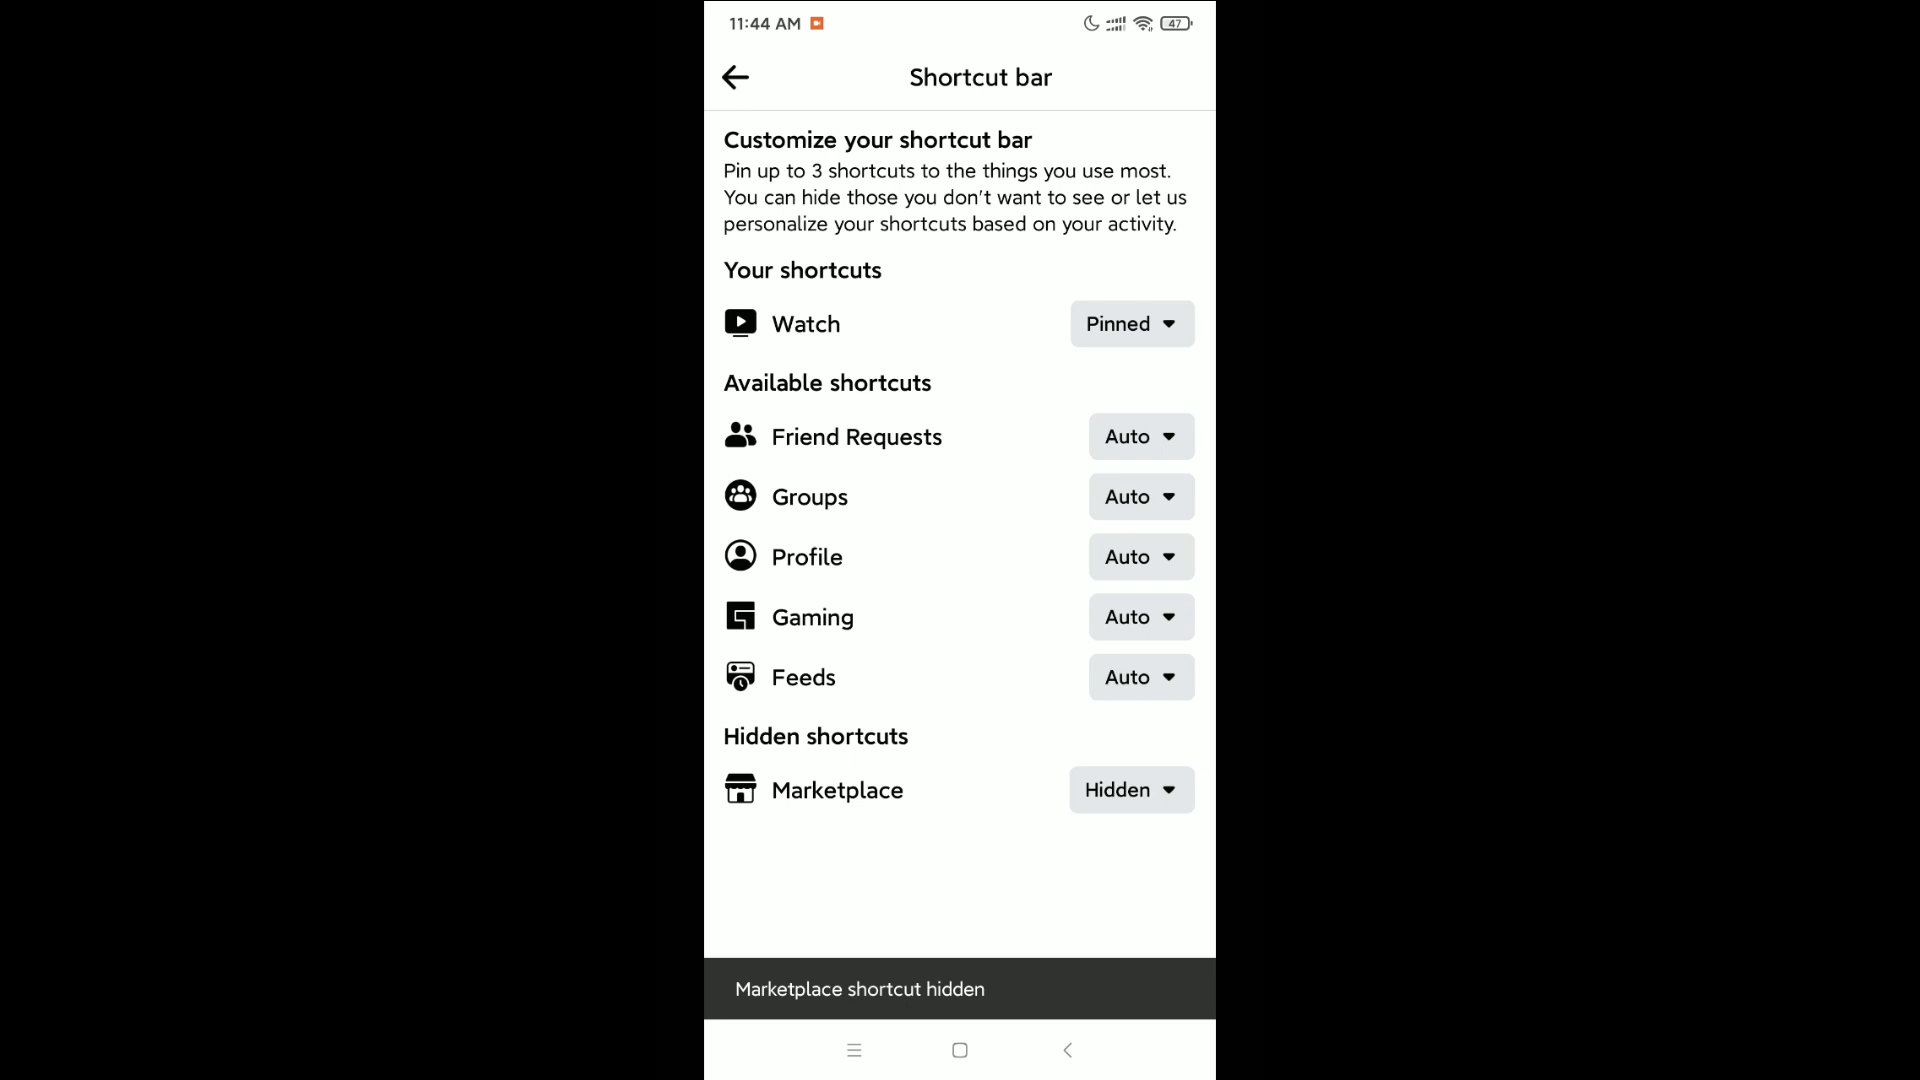 11:44 AM
47
Shortcut bar
Customize your shortcut bar
Pin up to 3 shortcuts to the things you use most.
You can hide those you don't want to see or let us
personalize your shortcuts based on your activity.
Your shortcuts
Watch Pinned
Available shortcuts
Friend Requests Auto
Groups Auto
Profile Auto
Gaming Auto
Feeds Auto
Hidden shortcuts
Marketplace Hidden
Marketplace shortcut hidden